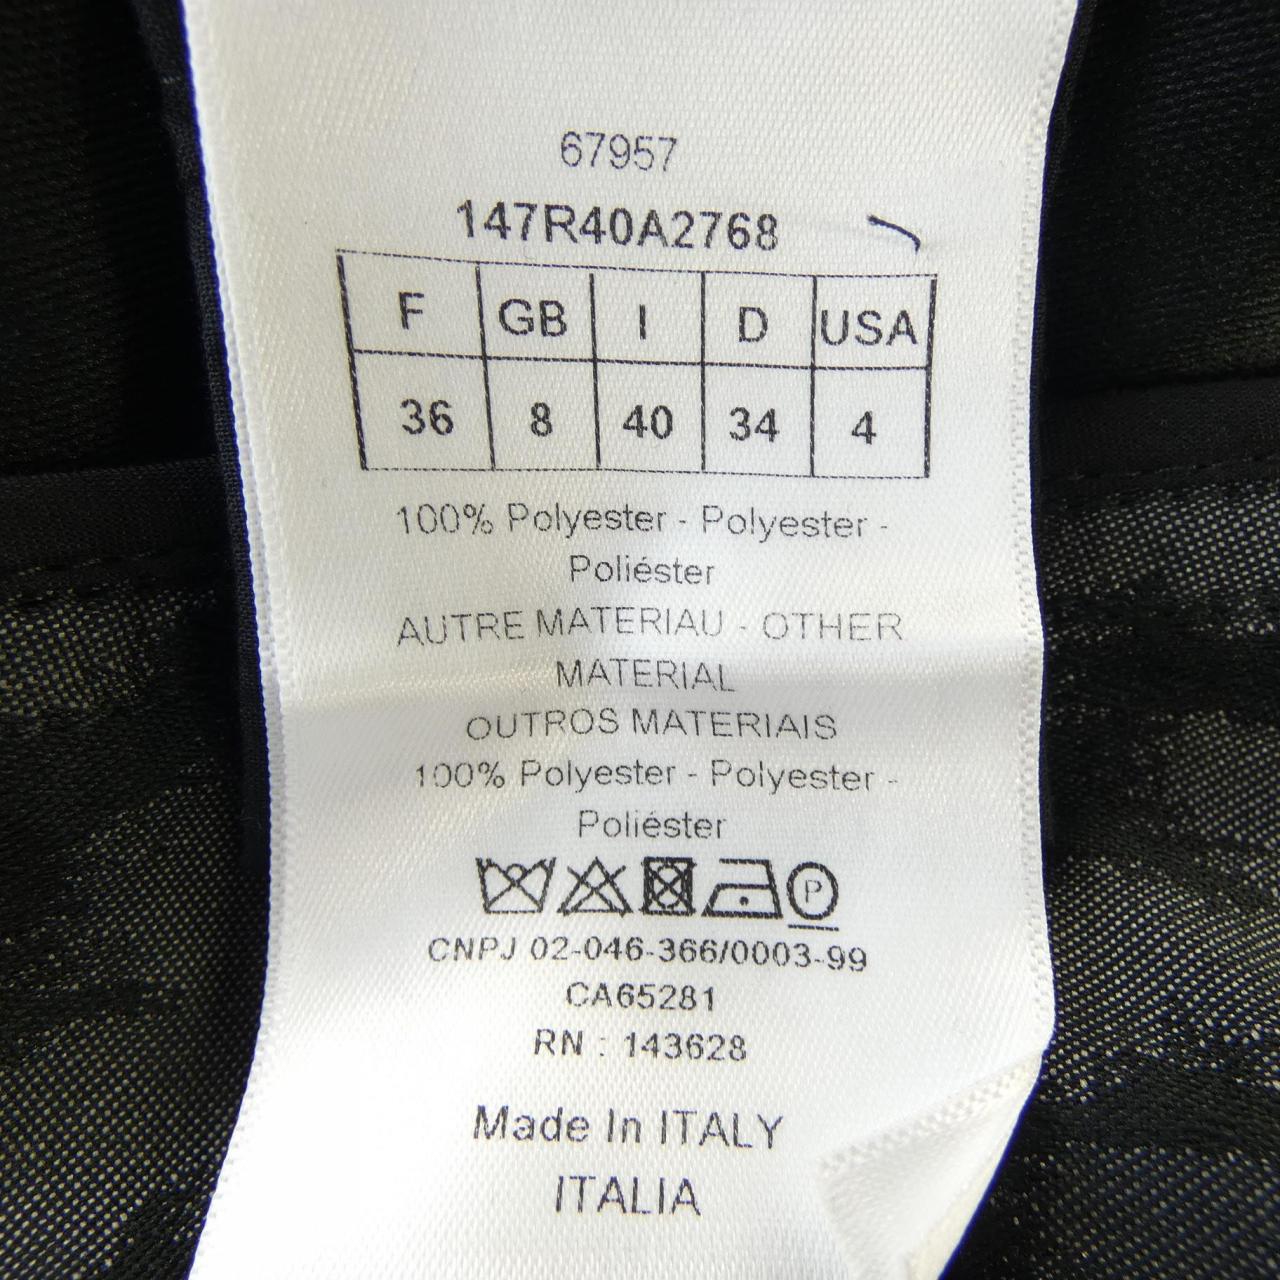 67957
147R40A2768
F GB I D USA
36 8 40 34 4
100% Polyester - Polyester -
Poliéster
AUTRE MATERIAU - OTHER
MATERIAL
OUTROS MATERIAIS
100% Polyester - Polyester -
Poliéster
P
CNPJ 02-046-366/0003-99
CA65281
RN : 143628
Made In ITALY
ITALIA